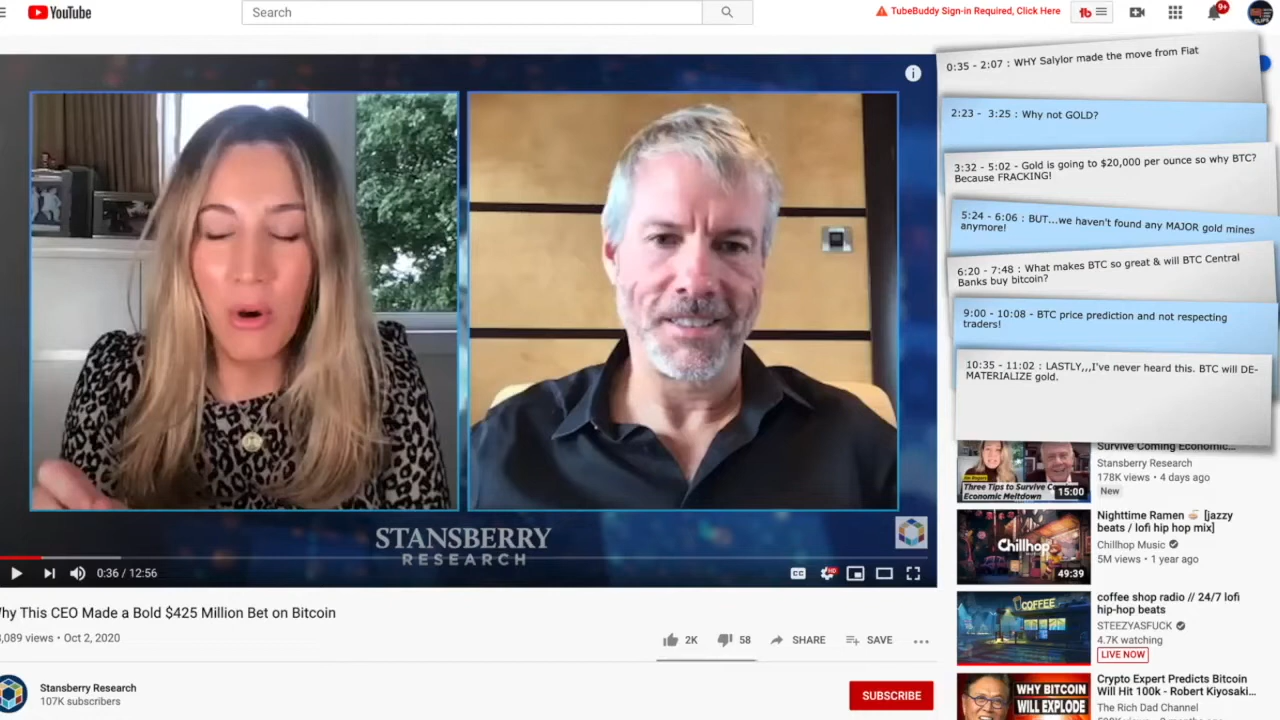 YouTube
Search
TubeBuddy Sign-in Required, Click Here
tb
9+
0:35 - 2:07 : WHY Salylor made the move from Fiat
2:23 - 3:25 : Why not GOLD?
3:32 - 5:02 - Gold is going to $20,000 per ounce so why BTC?
Because FRACKING!
5:24 - 6:06 : BUT...we haven't found any MAJOR gold mines
anymore!
6:20 - 7:48 : What makes BTC so great & will BTC Central
Banks buy bitcoin?
9:00 - 10:08 - BTC price prediction and not respecting
traders!
10:35 - 11:02 : LASTLY,,,I've never heard this. BTC will DE-
MATERIALIZE gold.
STANSBERRY
RESEARCH
0:36 / 12:56
CC
HD
hy This CEO Made a Bold $425 Million Bet on Bitcoin
,089 views • Oct 2, 2020
2K
58
SHARE
SAVE
Stansberry Research
107K subscribers
SUBSCRIBE
Survive Coming Economic...
Stansberry Research
178K views • 4 days ago
New
Three Tips to Survive Co
Economic Meltdown
15:00
Nighttime Ramen 🍜 [jazzy
beats / lofi hip hop mix]
Chillhop Music
5M views • 1 year ago
Chillhop
49:39
coffee shop radio // 24/7 lofi
hip-hop beats
STEEZYASFUCK
4.7K watching
LIVE NOW
COFFEE
Crypto Expert Predicts Bitcoin
Will Hit 100k - Robert Kiyosaki...
The Rich Dad Channel
WHY BITCOIN
WILL EXPLODE